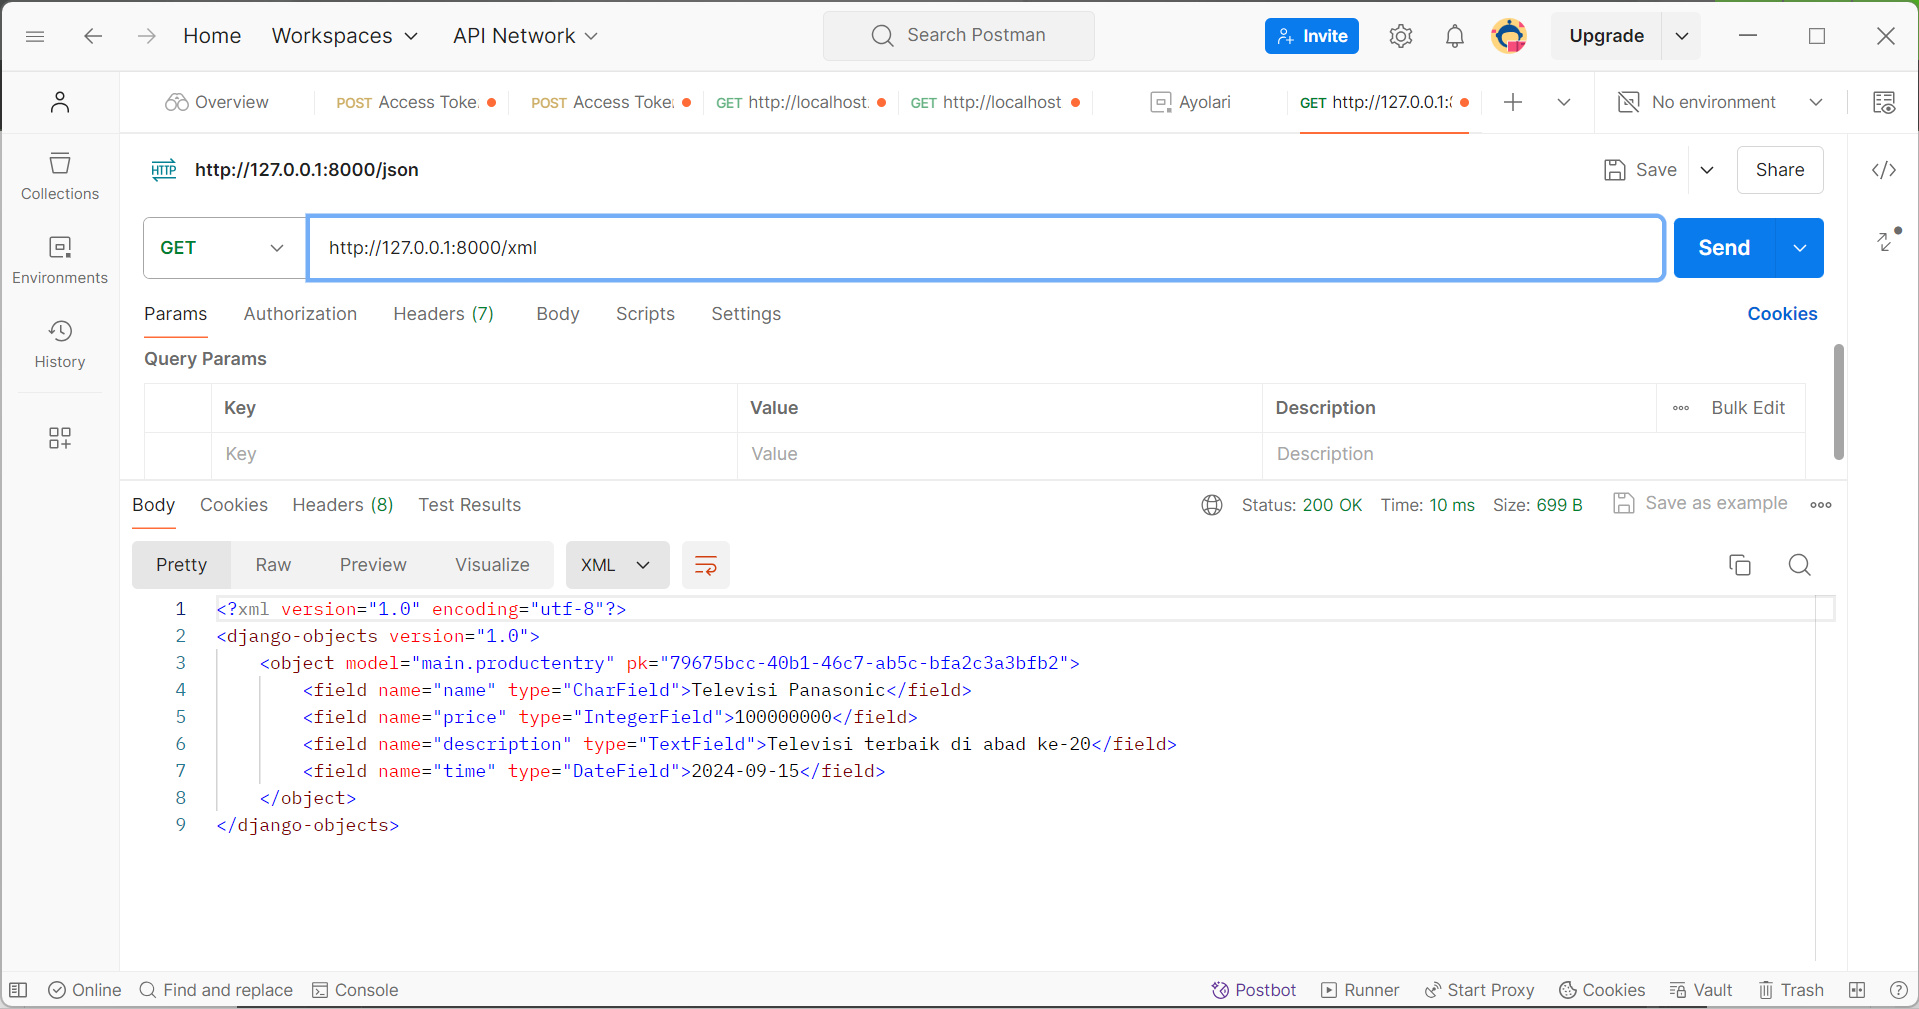 Home Workspaces API Network Search Postman Invite Upgrade
Overview POST Access Toke POST Access Toke GET http://localhost. GET http://localhost Ayolari GET http://127.0.0.1: No environment
HTTP http://127.0.0.1:8000/json Save Share
Collections
GET http://127.0.0.1:8000/xml Send
Environments
Params Authorization Headers (7) Body Scripts Settings Cookies
History
Query Params
Key Value Description Bulk Edit
Key Value Description
Body Cookies Headers (8) Test Results Status: 200 OK Time: 10 ms Size: 699 B Save as example
Pretty Raw Preview Visualize XML
1 <?xml version="1.0" encoding="utf-8"?>
2 <django-objects version="1.0">
3 <object model="main.productentry" pk="79675bcc-40b1-46c7-ab5c-bfa2c3a3bfb2">
4 <field name="name" type="CharField">Televisi Panasonic</field>
5 <field name="price" type="IntegerField">100000000</field>
6 <field name="description" type="TextField">Televisi terbaik di abad ke-20</field>
7 <field name="time" type="DateField">2024-09-15</field>
8 </object>
9 </django-objects>
Online Find and replace Console Postbot Runner Start Proxy Cookies Vault Trash